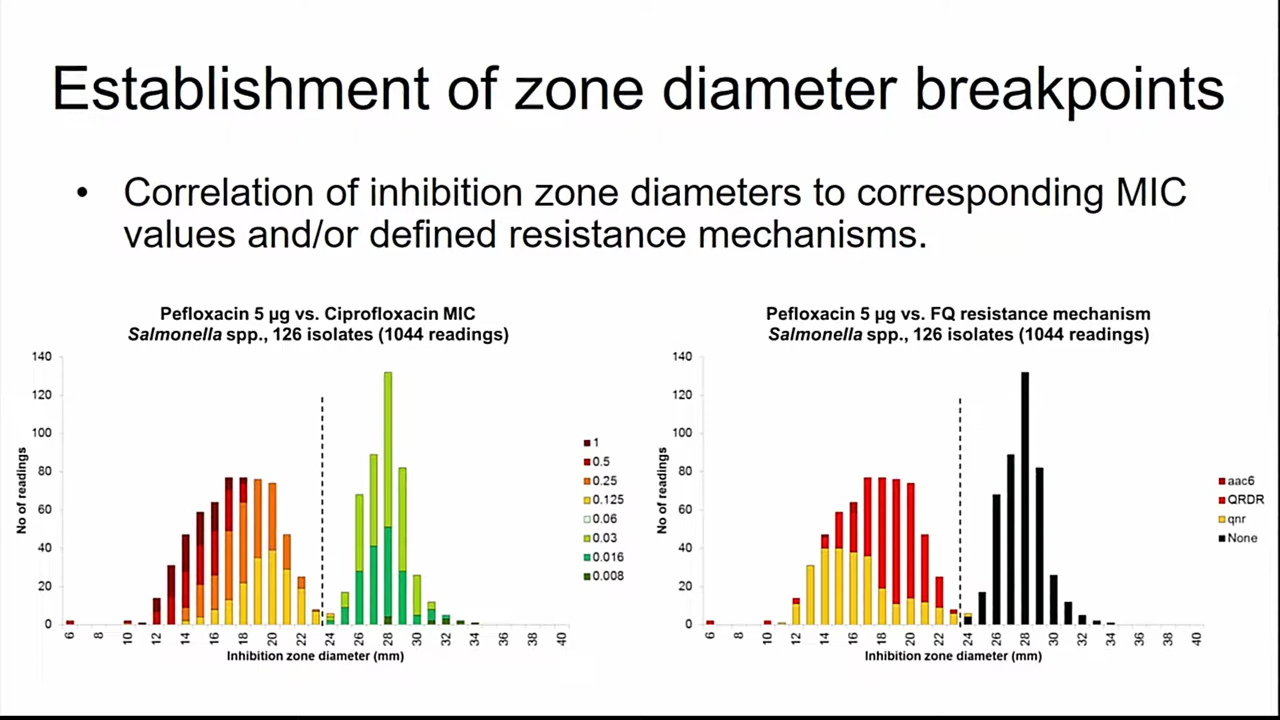 Establishment of zone diameter breakpoints
• Correlation of inhibition zone diameters to corresponding MIC
values and/or defined resistance mechanisms.
Pefloxacin 5 µg vs. Ciprofloxacin MIC
Salmonella spp., 126 isolates (1044 readings)
140
120
100
80
60
40
20
0
No of readings
6 8 10 12 14 16 18 20 22 24 26 28 30 32 34 36 38 40
Inhibition zone diameter (mm)
1
0.5
0.25
0.125
0.06
0.03
0.016
0.008
Pefloxacin 5 µg vs. FQ resistance mechanism
Salmonella spp., 126 isolates (1044 readings)
140
120
100
80
60
40
20
0
No of readings
6 8 10 12 14 16 18 20 22 24 26 28 30 32 34 36 38 40
Inhibition zone diameter (mm)
aac6
QRDR
qnr
None